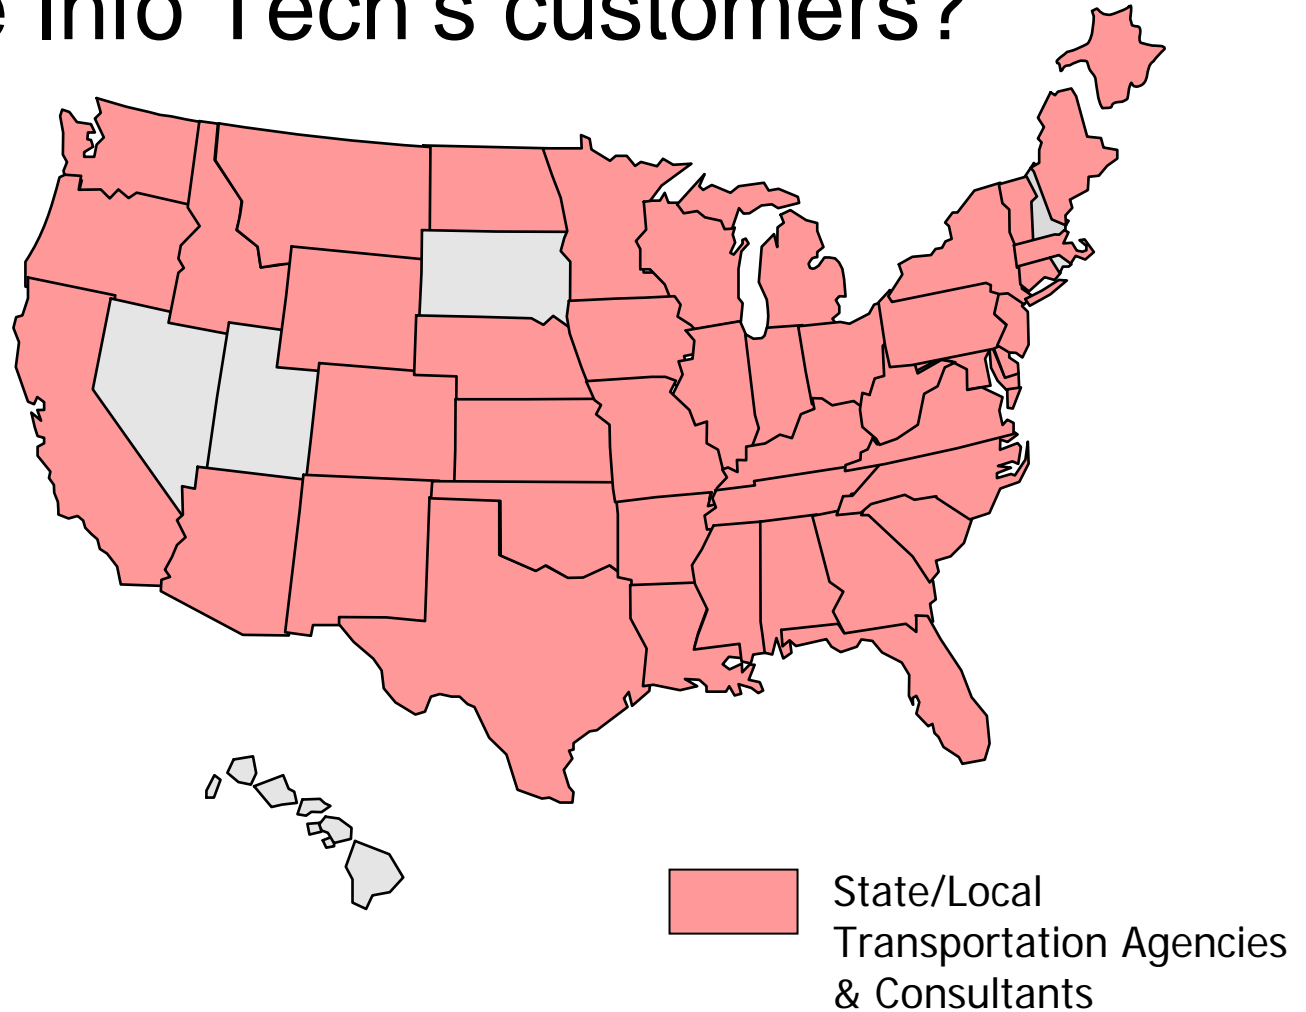 Info Tech's customers?
State/Local
Transportation Agencies
& Consultants